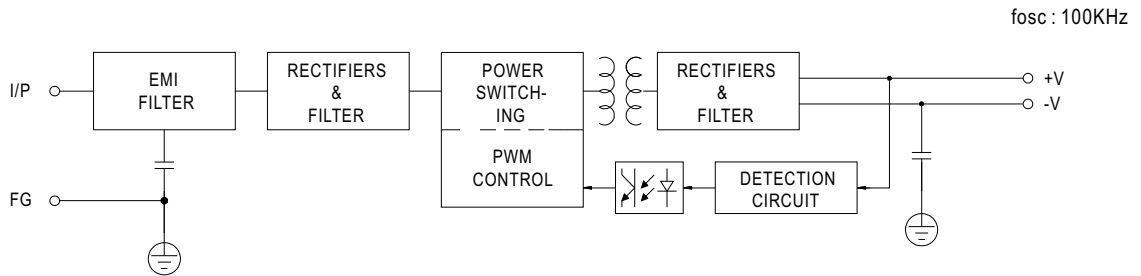 fosc : 100KHz
I/P
EMI
FILTER
RECTIFIERS
&
FILTER
POWER
SWITCH-
ING
PWM
CONTROL
RECTIFIERS
&
FILTER
+V
-V
DETECTION
CIRCUIT
FG